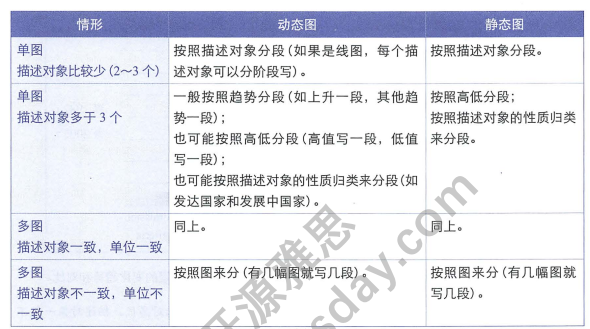 情形 动态图 静态图
单图
描述对象比较少(2～3 个)
按照描述对象分段(如果是线图，每个描
述对象可以分阶段写)。
按照描述对象分段。
单图
描述对象多于 3 个
一般按照趋势分段(如上升一段，其他趋
势一段)；
也可能按照高低分段(高值写一段，低值
写一段)；
也可能按照描述对象的性质归类来分段(如
发达国家和发展中国家)。
按照高低分段；
按照描述对象的性质归类
来分段。
多图
描述对象一致，单位一致
同上。
同上。
多图
描述对象不一致，单位不
一致
按照图来分(有几幅图就写几段)。
按照图来分(有几幅图就
写几段)。
开源雅思
sday.com